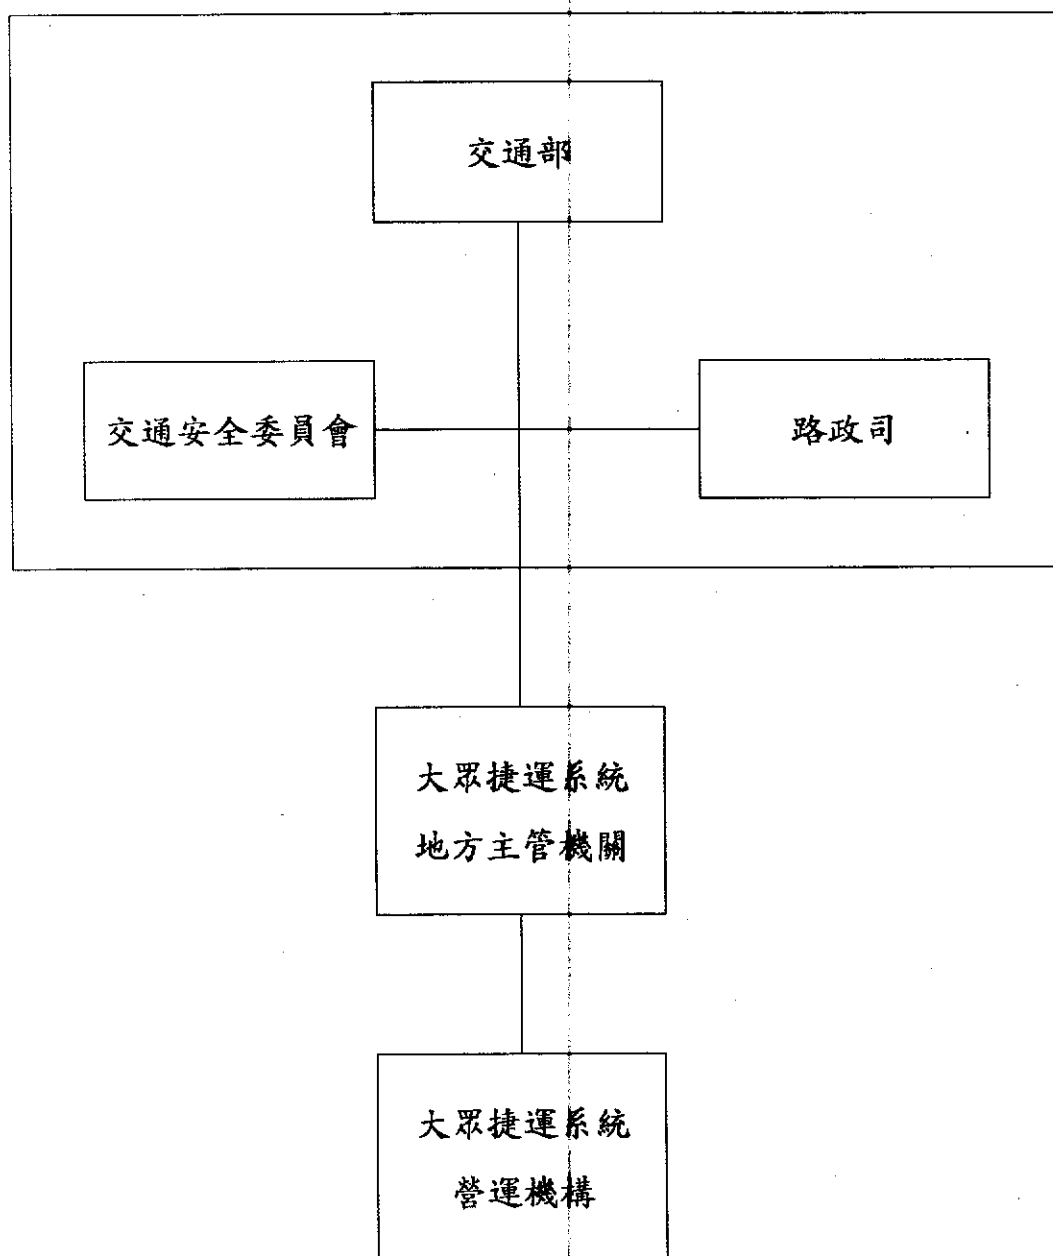 交通部
交通安全委員會
路政司
大眾捷運系統
地方主管機關
大眾捷運系統
營運機構